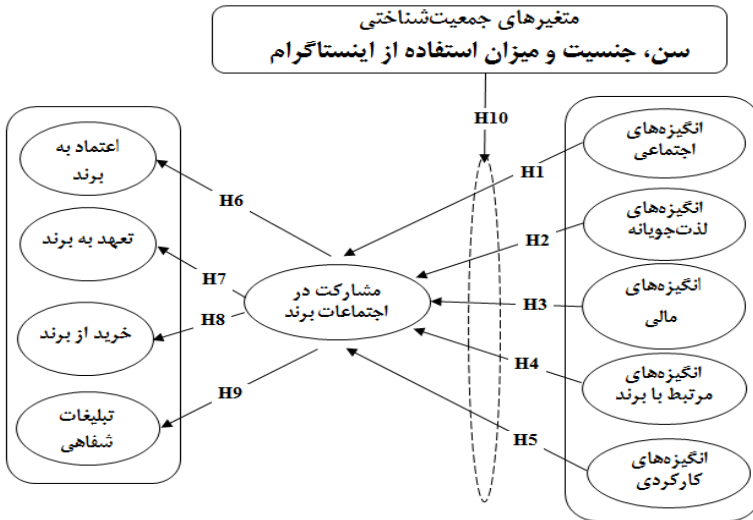 متغیرهای جمعیت‌شناختی
سن، جنسیت و میزان استفاده از اینستاگرام
H10
انگیزه‌های
اجتماعی
H1
انگیزه‌های
لذت‌جویانه
H2
انگیزه‌های
مالی
H3
انگیزه‌های
مرتبط با برند
H4
انگیزه‌های
کارکردی
H5
مشارکت در
اجتماعات برند
H6
اعتماد به
برند
H7
تعهد به برند
H8
خرید از برند
H9
تبلیغات
شفاهی